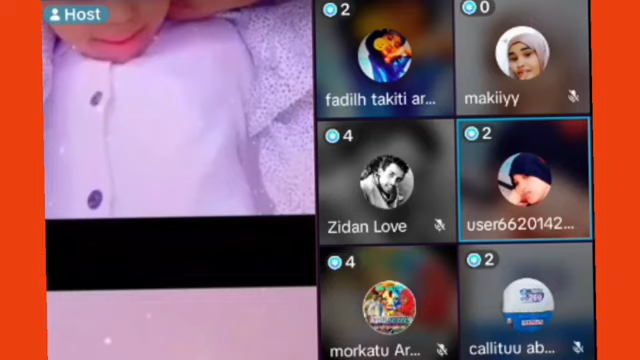 Host
2
0
fadilh takiti ar...
makiiyy
4
2
Zidan Love
user6620142...
4
2
morkatu Ar...
callituu ab...